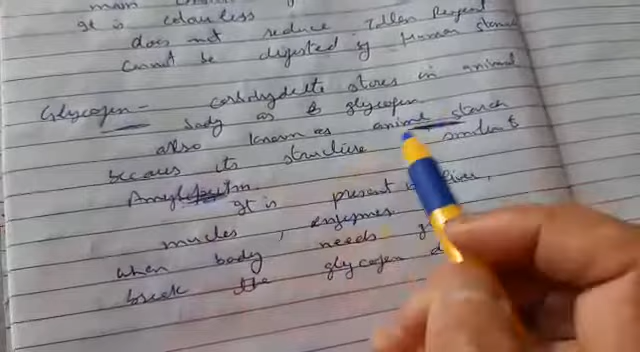 main
It is colourless
does not reduce Tollen Reagent
Cannot be digested by Human
Glycogen - carbohydrate stores in animal
body as glycogen
also known as animal starch
because its structure similar to
It is present in liver,
muscles, enzymes
when body needs
break the glycogen